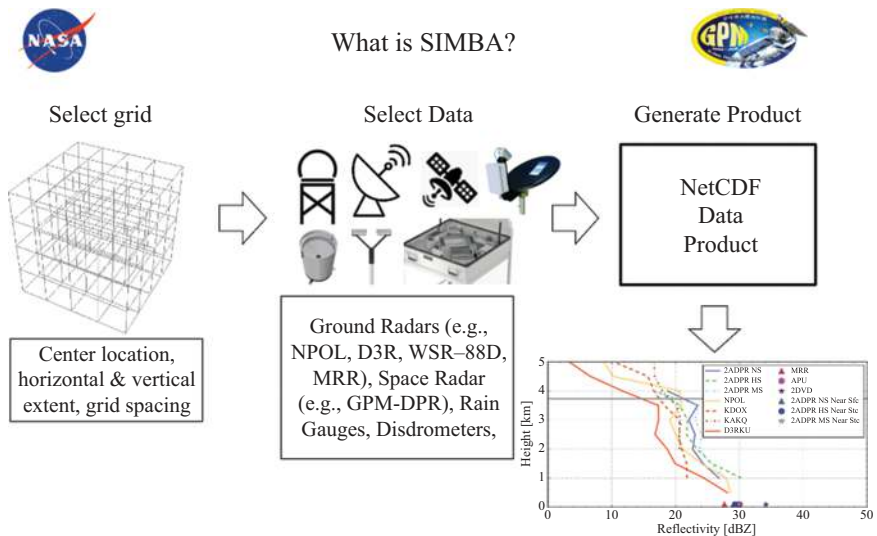 NASA
What is SIMBA?
GPM
Select grid
Select Data
Generate Product
NetCDF
Data
Product
Center location,
horizontal & vertical
extent, grid spacing
Ground Radars (e.g.,
NPOL, D3R, WSR–88D,
MRR), Space Radar
(e.g., GPM-DPR), Rain
Gauges, Disdrometers,
2ADPR NS
2ADPR HS
2ADPR MS
NPOL
KDOX
KAKQ
D3RKU
MRR
APU
2DVD
2ADPR NS Near Sfc
2ADPR HS Near Stc
2ADPR MS Near Stc
Height [km]
5
4
3
2
1
0
0 10 20 30 40 50
Reflectivity [dBZ]